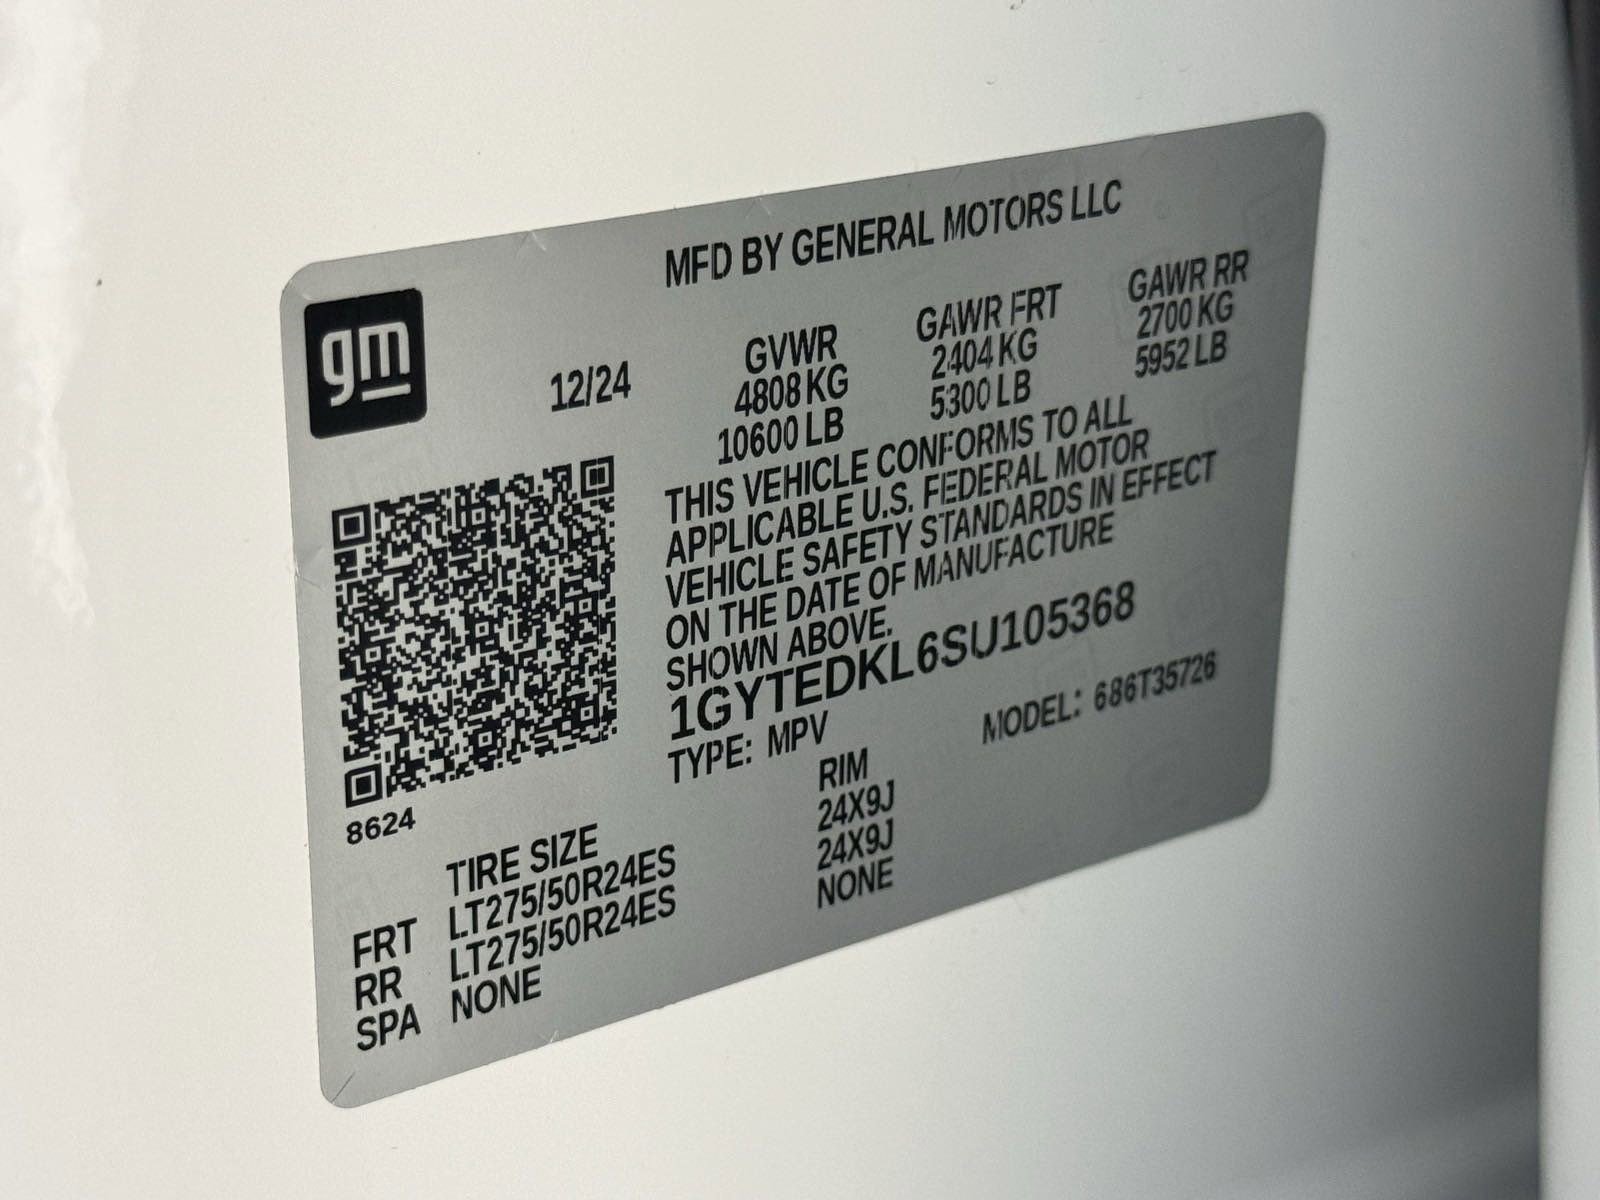 MFD BY GENERAL MOTORS LLC
gm
12/24
GVWR
4808 KG
10600 LB
GAWR FRT
2404 KG
5300 LB
GAWR RR
2700 KG
5952 LB
THIS VEHICLE CONFORMS TO ALL
APPLICABLE U.S. FEDERAL MOTOR
VEHICLE SAFETY STANDARDS IN EFFECT
ON THE DATE OF MANUFACTURE
SHOWN ABOVE.
1GYTEDKL6SU105368
TYPE: MPV
MODEL: 686T35726
8624
TIRE SIZE RIM
FRT LT275/50R24ES 24X9J
RR LT275/50R24ES 24X9J
SPA NONE NONE